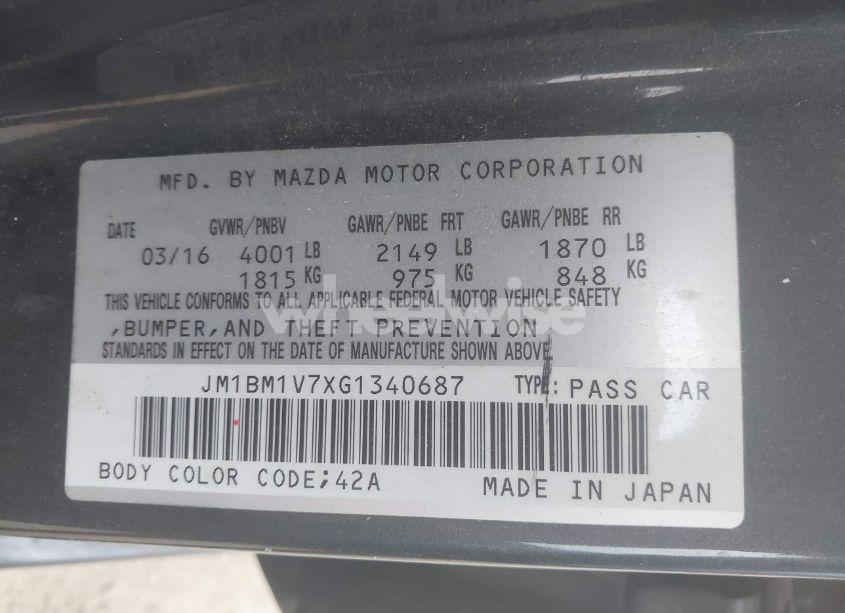 MFD. BY MAZDA MOTOR CORPORATION
DATE GVWR/PNBV GAWR/PNBE FRT GAWR/PNBE RR
03/16 4001 LB 2149 LB 1870 LB
1815 KG 975 KG 848 KG
THIS VEHICLE CONFORMS TO ALL APPLICABLE FEDERAL MOTOR VEHICLE SAFETY
,BUMPER,AND THEFT PREVENTION
STANDARDS IN EFFECT ON THE DATE OF MANUFACTURE SHOWN ABOVE.
wheelwise
JM1BM1V7XG1340687 TYPE: PASS CAR
BODY COLOR CODE;42A MADE IN JAPAN